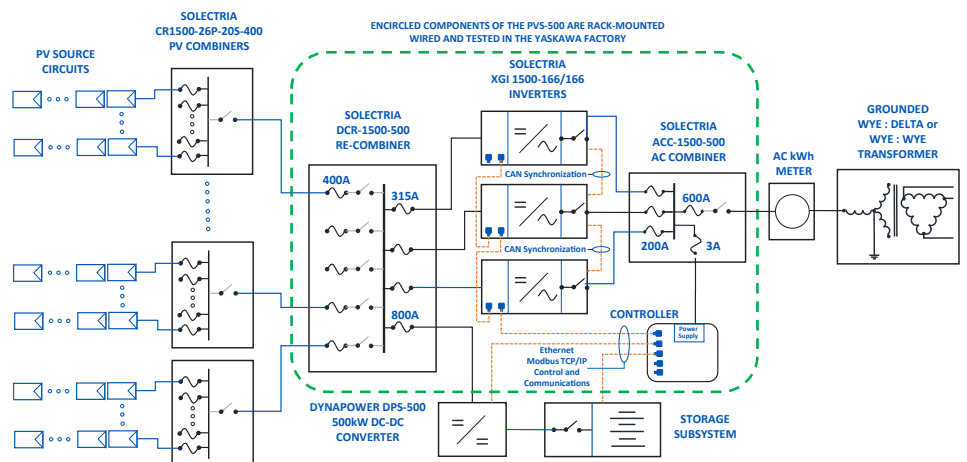 SOLECTRIA
CR1500-26P-20S-400
PV COMBINERS
PV SOURCE
CIRCUITS
ENCIRCLED COMPONENTS OF THE PVS-500 ARE RACK-MOUNTED
WIRED AND TESTED IN THE YASKAWA FACTORY
SOLECTRIA
XGI 1500-166/166
INVERTERS
SOLECTRIA
DCR-1500-500
RE-COMBINER
SOLECTRIA
ACC-1500-500
AC COMBINER
AC kWh
METER
GROUNDED
WYE : DELTA or
WYE : WYE
TRANSFORMER
400A
315A
800A
CAN Synchronization
CAN Synchronization
600A
200A
3A
CONTROLLER
Power
Supply
Ethernet
Modbus TCP/IP
Control and
Communications
DYNAPOWER DPS-500
500kW DC-DC
CONVERTER
STORAGE
SUBSYSTEM